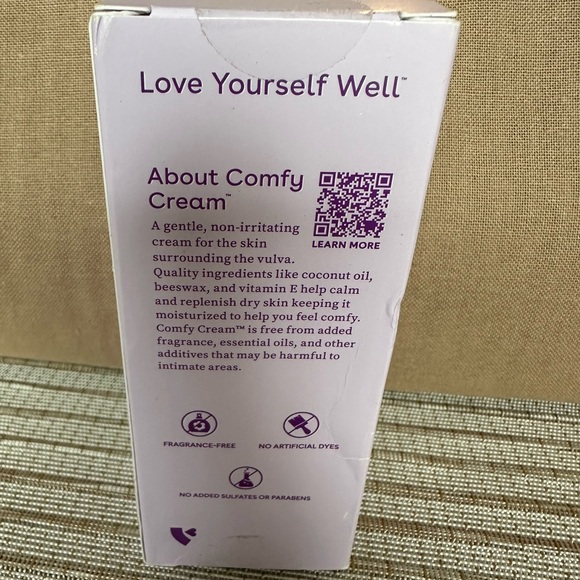 Love Yourself Well™
About Comfy
Cream™
LEARN MORE
A gentle, non-irritating
cream for the skin
surrounding the vulva.
Quality ingredients like coconut oil,
beeswax, and vitamin E help calm
and replenish dry skin keeping it
moisturized to help you feel comfy.
Comfy Cream™ is free from added
fragrance, essential oils, and other
additives that may be harmful to
intimate areas.
FRAGRANCE-FREE
NO ARTIFICIAL DYES
NO ADDED SULFATES OR PARABENS